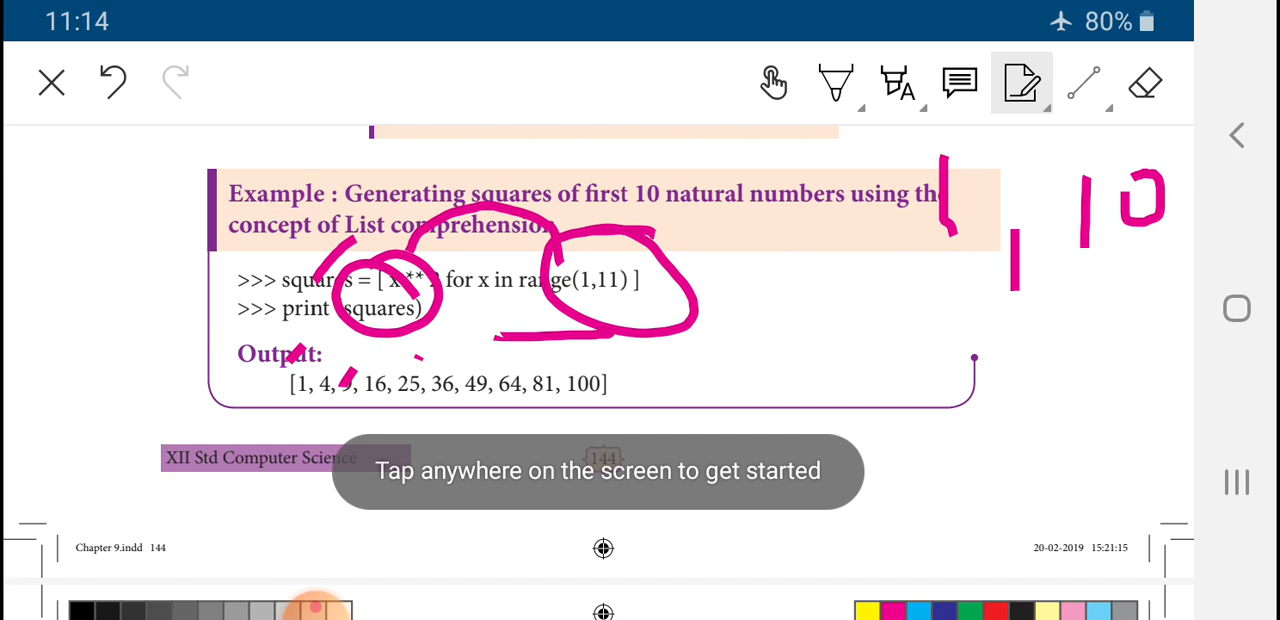 11:14 80%
A
1 10
Example : Generating squares of first 10 natural numbers using the
concept of List comprehension
1
>>> squares = [ x ** 2 for x in range(1,11) ]
>>> print (squares)
Output:
[1, 4, 9, 16, 25, 36, 49, 64, 81, 100]
XII Std Computer Science 144
Tap anywhere on the screen to get started
Chapter 9.indd 144 20-02-2019 15:21:15